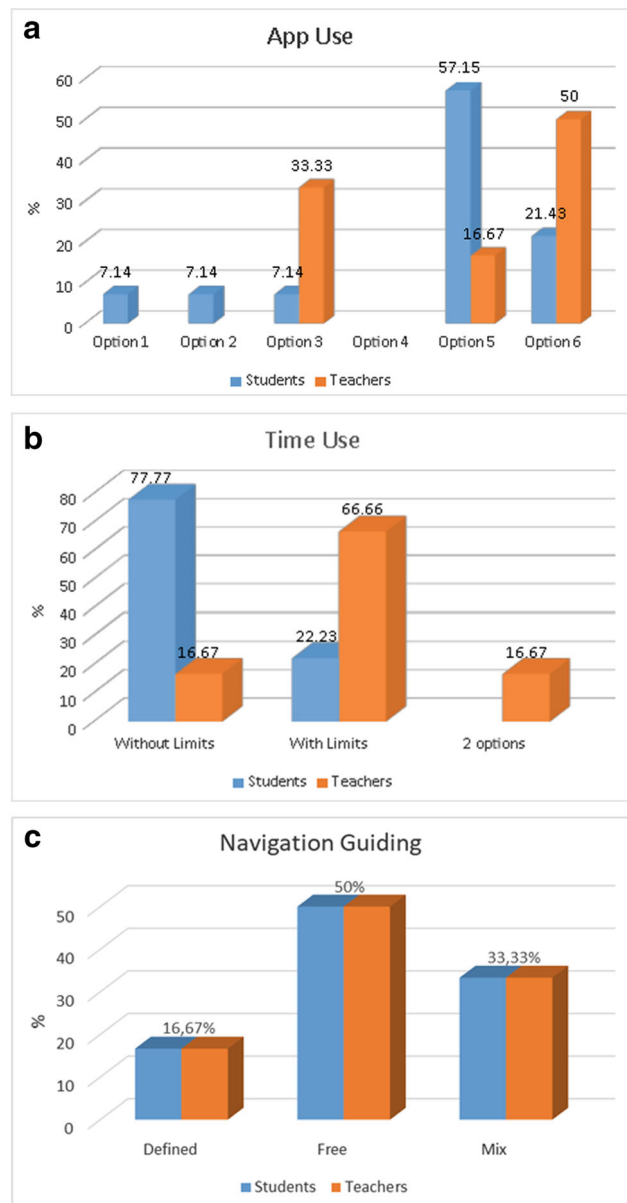 a
App Use
57.15
60
50
50
33.33
40
%
30
21.43
16.67
20
7.14 7.14 7.14
10
0
Option 1 Option 2 Option 3 Option 4 Option 5 Option 6
Students Teachers
b
Time Use
77.77
80
66.66
70
60
50
%
40
30
22.23
16.67 16.67
20
10
0
Without Limits With Limits 2 options
Students Teachers
c
Navigation Guiding
50%
50
40
33,33%
30
%
16,67%
20
10
0
Defined Free Mix
Students Teachers